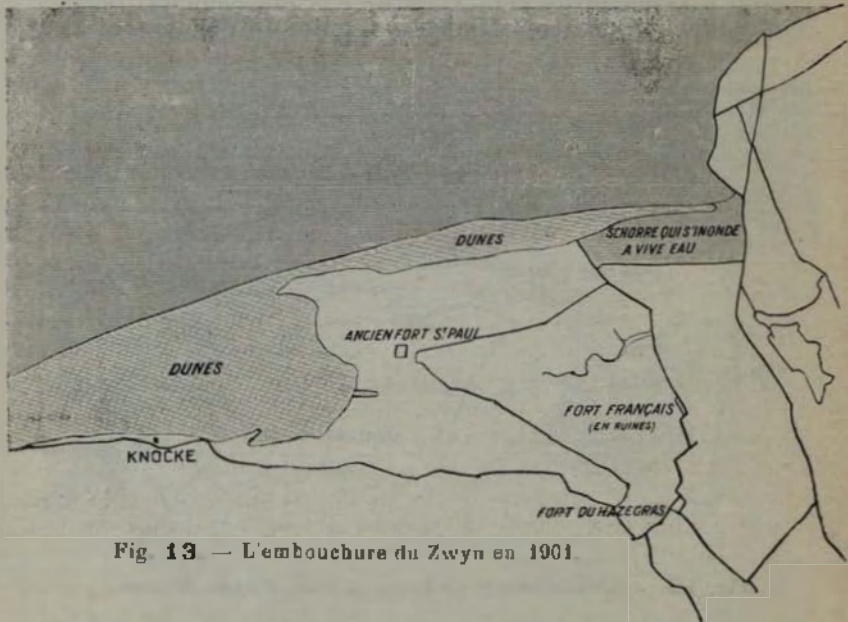 DUNES
SCHORRE QUI S'INONDE
A VIVE EAU
ANCIEN FORT St PAUL
DUNES
FORT FRANÇAIS
(EN RUINES)
KNOCKE
FORT DU HAZEGRAS
Fig. 13 — L'embouchure du Zwyn en 1901.